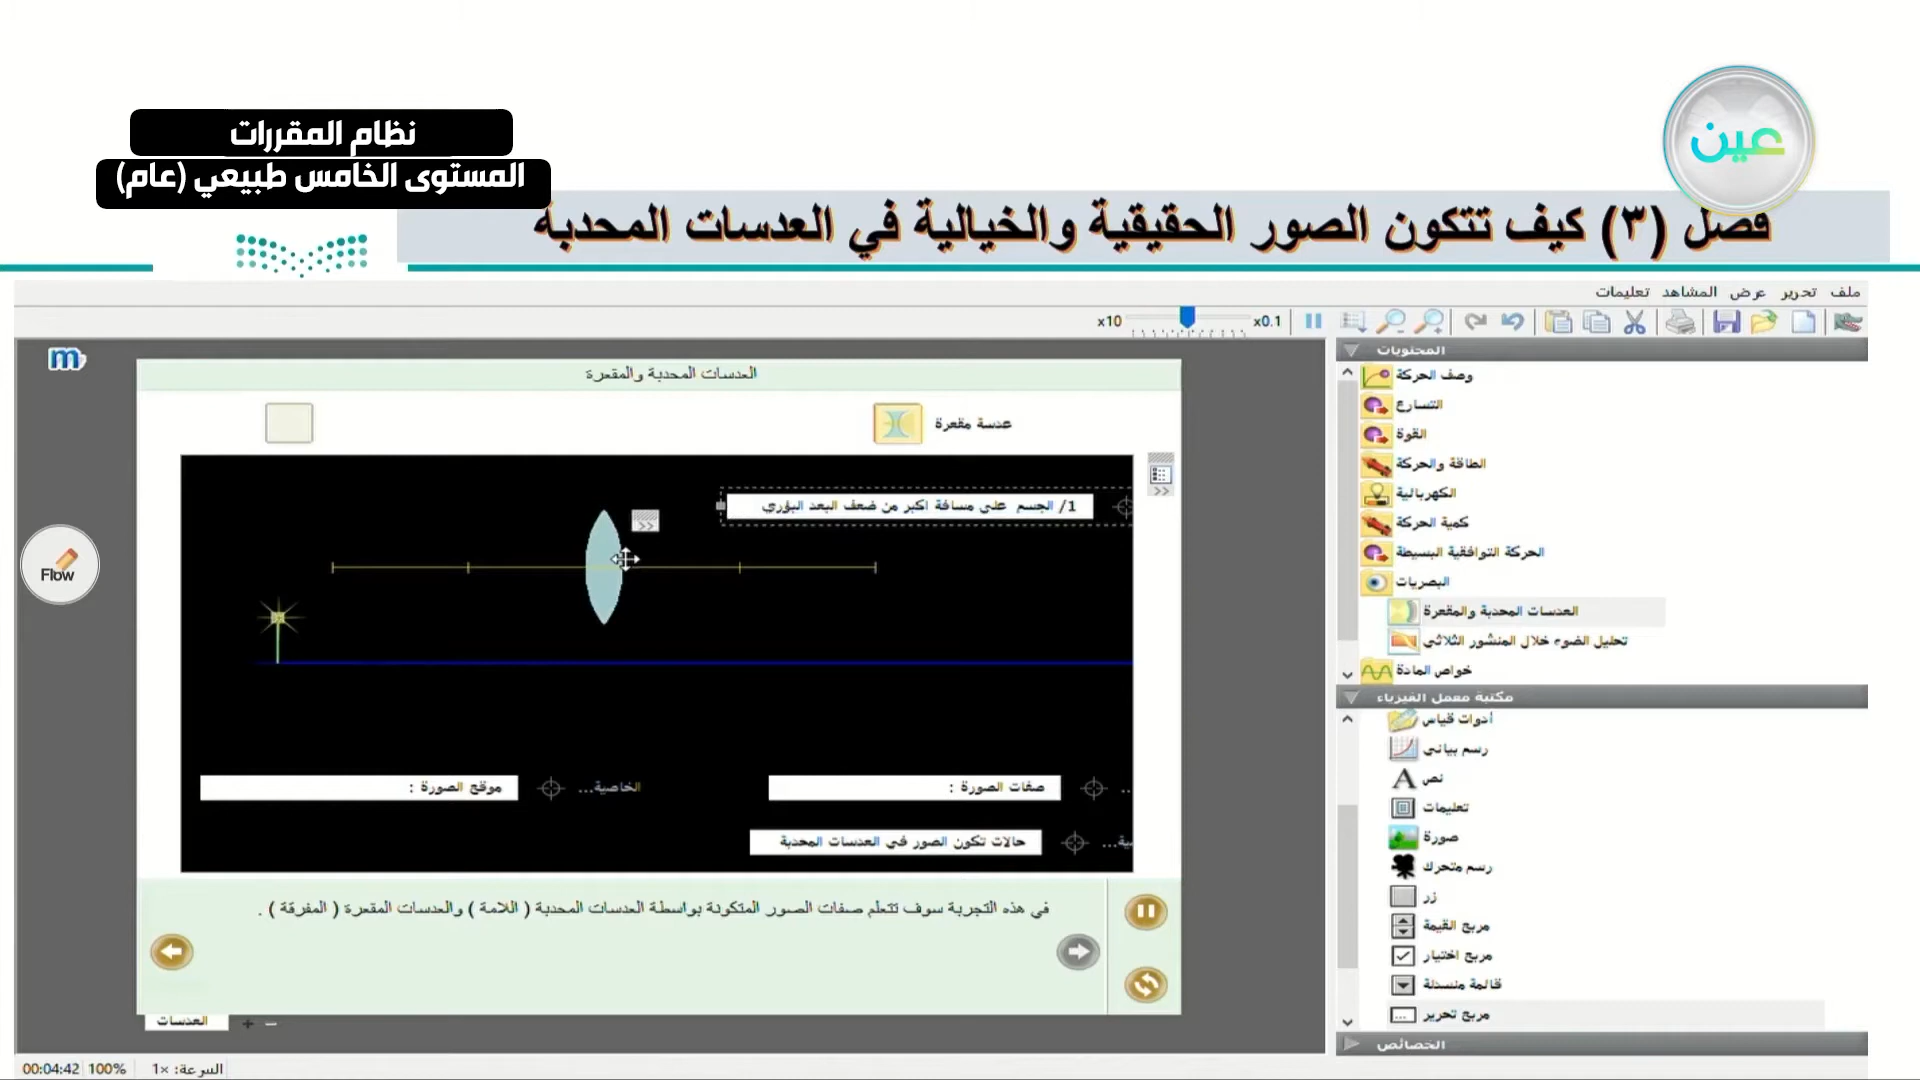 عين
نظام المقررات
المستوى الخامس طبيعي (عام)
فصل (٣) كيف تتكون الصور الحقيقية والخيالية في العدسات المحدبة
ملف تحرير عرض المشاهد تعليمات
x10
x0.1
m
العدسات المحدبة والمقعرة
عدسة مقعرة
1/ الجسم على مسافة اكبر من ضعف البعد البؤري
Flow
موقع الصورة :
الخاصية...
صفات الصورة :
حالات تكون الصور في العدسات المحدبة
في هذه التجربة سوف تتعلم صفات الصور المتكونة بواسطة العدسات المحدبة ( اللامة ) والعدسات المقعرة ( المفرقة ) .
العدسات
المحتويات
وصف الحركة
التسارع
القوة
الطاقة والحركة
الكهربائية
كمية الحركة
الحركة التوافقية البسيطة
البصريات
العدسات المحدبة والمقعرة
تحليل الضوء خلال المنشور الثلاثي
خواص المادة
مكتبة معمل الفيزياء
أدوات قياس
رسم بياني
نص
تعليمات
صورة
رسم متحرك
زر
مربع القيمة
مربع اختيار
قائمة منسدلة
مربع تحرير
الخصائص
00:04:42
100%
السرعة: ×1